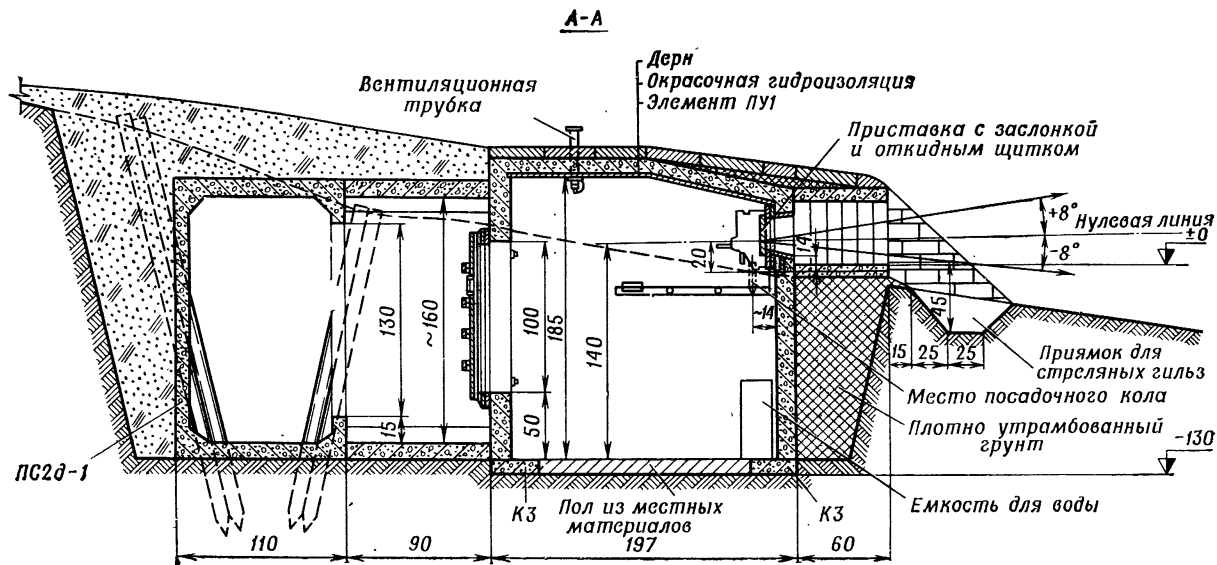 А-А
Дерн
Окрасочная гидроизоляция
Элемент ПУ1
Вентиляционная
трубка
Приставка с заслонкой
и откидным щитком
+8°
Нулевая линия
±0
-8°
14
20
45
~14
130
~160
100
185
140
15
25
25
Приямок для
стреляных гильз
Место посадочного кола
15
50
Плотно утрамбованный
грунт
-130
ПС2д-1
К3
Пол из местных
материалов
К3
Емкость для воды
110
90
197
60